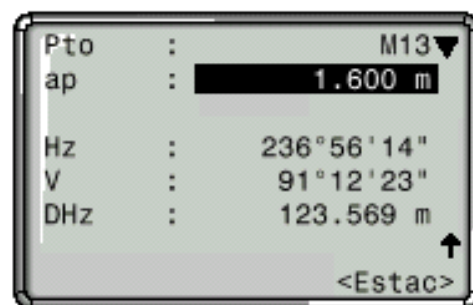 Pto : M13▼
ap : 1.600 m
Hz : 236°56'14"
V : 91°12'23"
DHz : 123.569 m
<Estac>